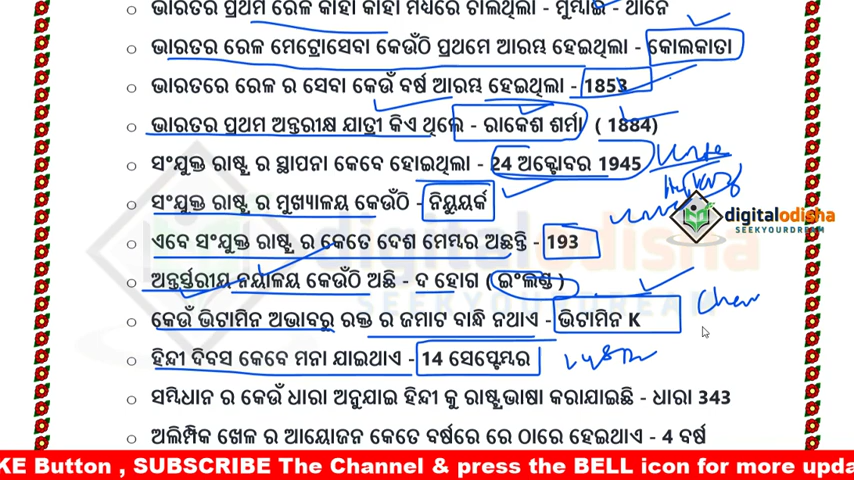 ଭାରତର ପ୍ରଥମ ରେଳ କାହା କାହା ମଧ୍ୟରେ ଚାଲିଥିଲା - ମୁମ୍ବାଇ - ଥାନେ
ଭାରତର ରେଳ ମେଟ୍ରୋସେବା କେଉଁଠି ପ୍ରଥମେ ଆରମ୍ଭ ହେଇଥିଲା - କୋଲକାତା
ଭାରତରେ ରେଳ ର ସେବା କେଉଁ ବର୍ଷ ଆରମ୍ଭ ହେଇଥିଲା - 1853
ଭାରତର ପ୍ରଥମ ଅନ୍ତରୀକ୍ଷ ଯାତ୍ରୀ କିଏ ଥିଲେ - ରାକେଶ ଶର୍ମା ( 1884)
ସଂଯୁକ୍ତ ରାଷ୍ଟ୍ର ର ସ୍ଥାପନା କେବେ ହୋଇଥିଲା - 24 ଅକ୍ଟୋବର 1945
ସଂଯୁକ୍ତ ରାଷ୍ଟ୍ର ର ମୁଖ୍ୟାଳୟ କେଉଁଠି - ନିୟୁୟର୍କ
digitalodisha
SEEKYOURDREAM
ଏବେ ସଂଯୁକ୍ତ ରାଷ୍ଟ୍ର ର କେତେ ଦେଶ ମେମ୍ବର ଅଛନ୍ତି - 193
ଅନ୍ତର୍ସ୍ତରୀୟ ନୟାଳୟ କେଉଁଠି ଅଛି - ଦ ହୋଗ ( ଇଂଲଣ୍ଡ )
କେଉଁ ଭିଟାମିନ ଅଭାବରୁ ରକ୍ତ ର ଜମାଟ ବାନ୍ଧି ନଥାଏ - ଭିଟାମିନ K
ହିନ୍ଦୀ ଦିବସ କେବେ ମନା ଯାଇଥାଏ - 14 ସେପ୍ଟେମ୍ବର
ସମ୍ବିଧାନ ର କେଉଁ ଧାରା ଅନୁଯାଇ ହିନ୍ଦୀ କୁ ରାଷ୍ଟ୍ରଭାଷା କରାଯାଇଛି - ଧାରା 343
ଅଲିମ୍ପିକ ଖେଳ ର ଆୟୋଜନ କେତେ ବର୍ଷରେ ରେ ଠାରେ ହେଇଥାଏ - 4 ବର୍ଷ
KE Button , SUBSCRIBE The Channel & press the BELL icon for more upda